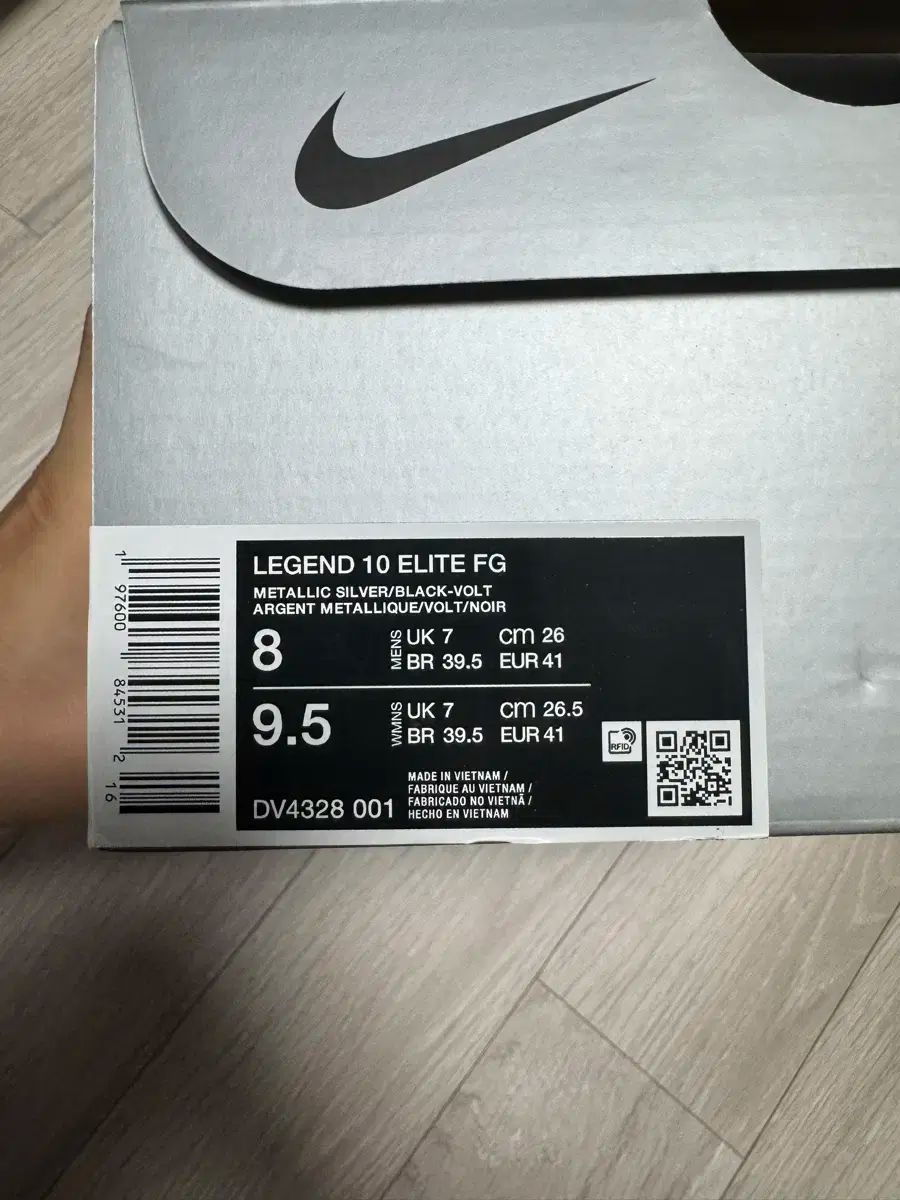 LEGEND 10 ELITE FG
METALLIC SILVER/BLACK-VOLT
ARGENT METALLIQUE/VOLT/NOIR
8
MENS
UK 7 cm 26
BR 39.5 EUR 41
9.5
WMNS
UK 7 cm 26.5
BR 39.5 EUR 41
RFID
DV4328 001
MADE IN VIETNAM /
FABRIQUE AU VIETNAM /
FABRICADO NO VIETNÃ /
HECHO EN VIETNAM
1 97600 84531 2 16